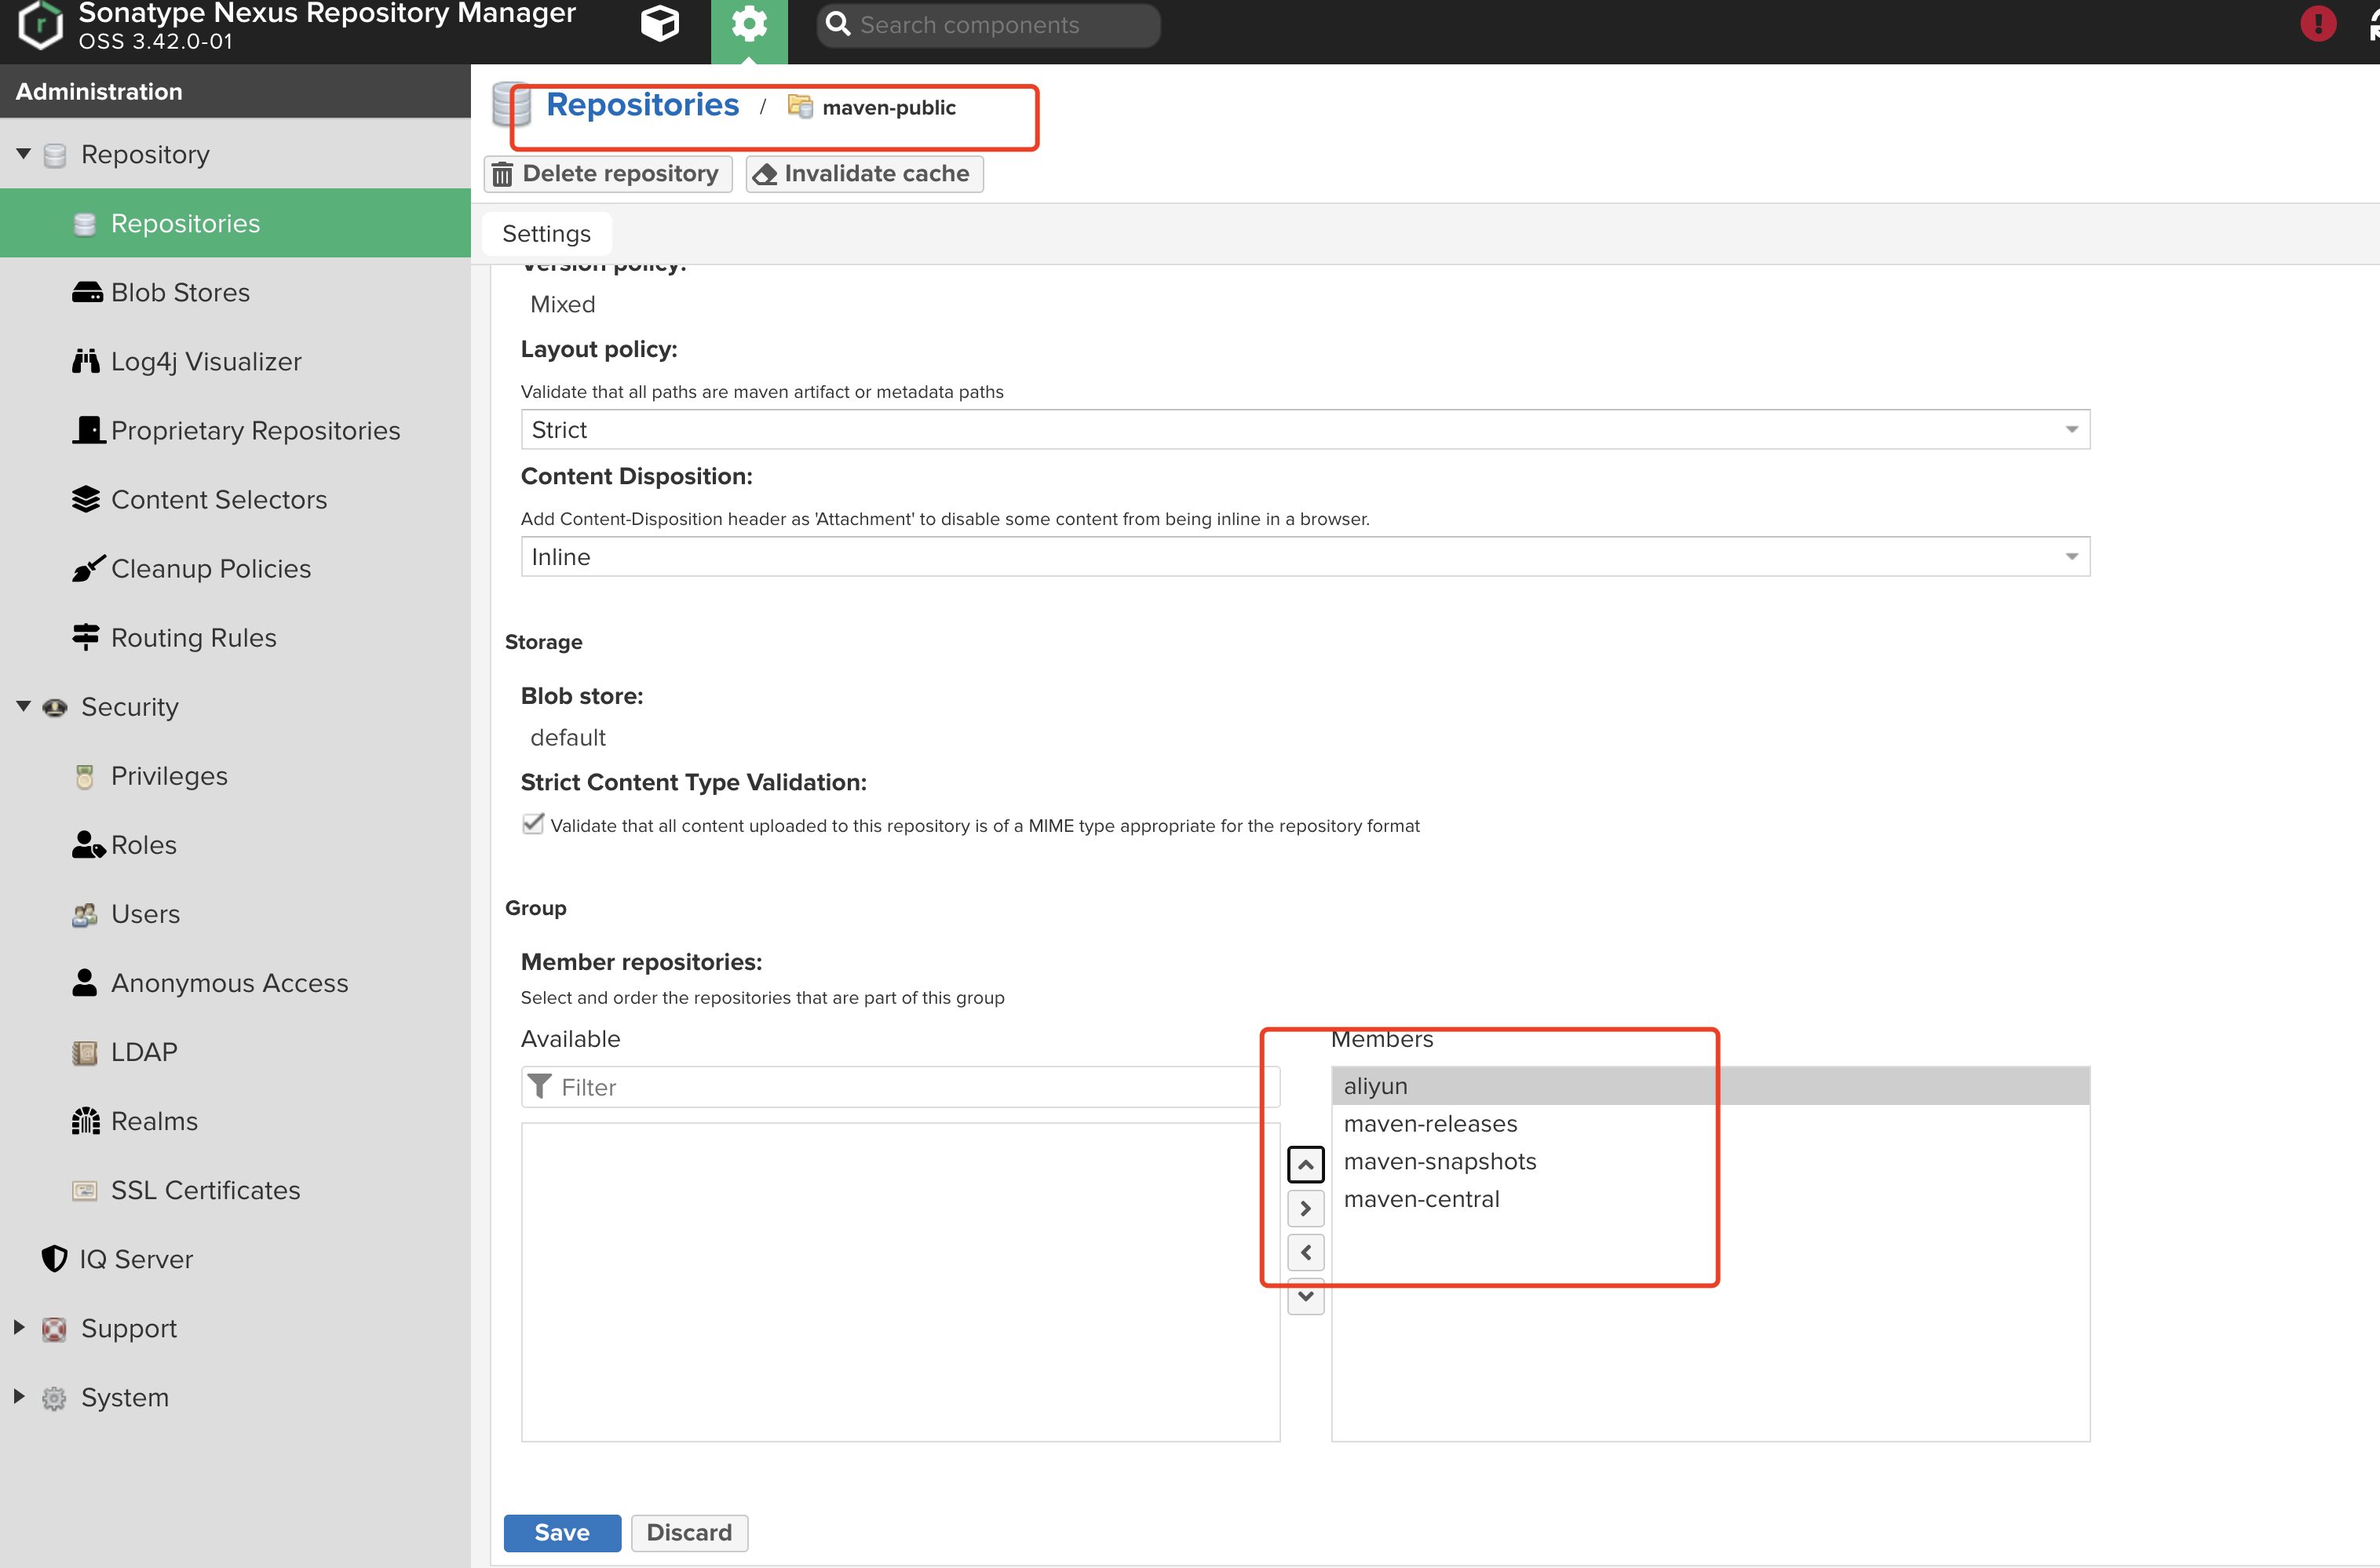 Sonatype Nexus Repository Manager
OSS 3.42.0-01
Search components
Administration
Repository
Repositories
Blob Stores
Log4j Visualizer
Proprietary Repositories
Content Selectors
Cleanup Policies
Routing Rules
Security
Privileges
Roles
Users
Anonymous Access
LDAP
Realms
SSL Certificates
IQ Server
Support
System
Repositories / maven-public
Delete repository Invalidate cache
Settings
Version policy:
Mixed
Layout policy:
Validate that all paths are maven artifact or metadata paths
Strict
Content Disposition:
Add Content-Disposition header as 'Attachment' to disable some content from being inline in a browser.
Inline
Storage
Blob store:
default
Strict Content Type Validation:
Validate that all content uploaded to this repository is of a MIME type appropriate for the repository format
Group
Member repositories:
Select and order the repositories that are part of this group
Available
Filter
Members
aliyun
maven-releases
maven-snapshots
maven-central
Save Discard